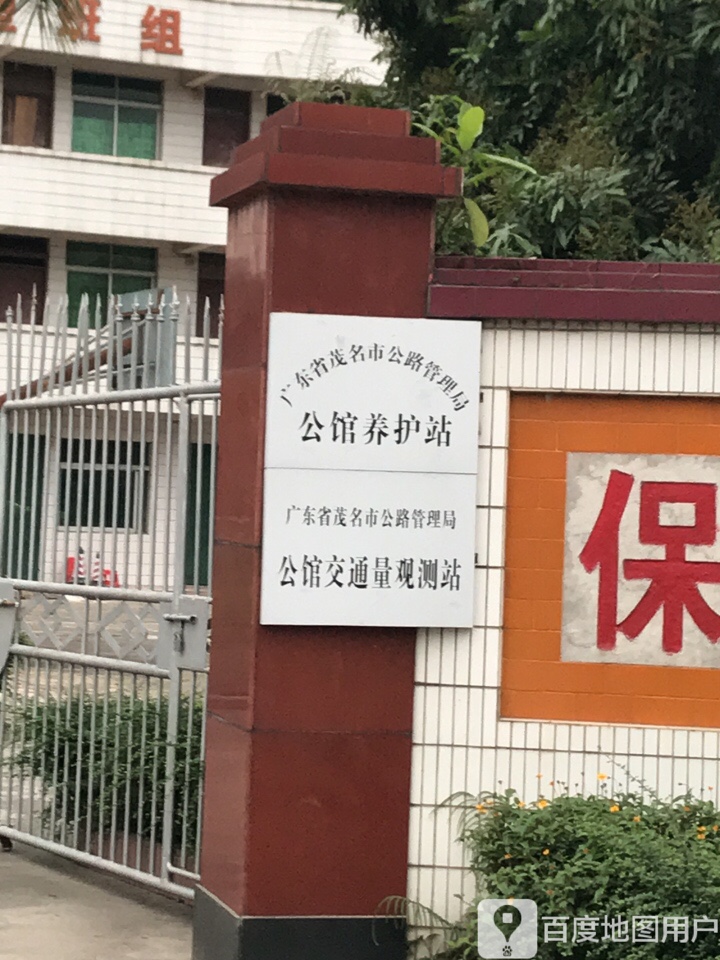 班组
广东省茂名市公路管理局
公馆养护站
广东省茂名市公路管理局
公馆交通量观测站
保
百度地图用户